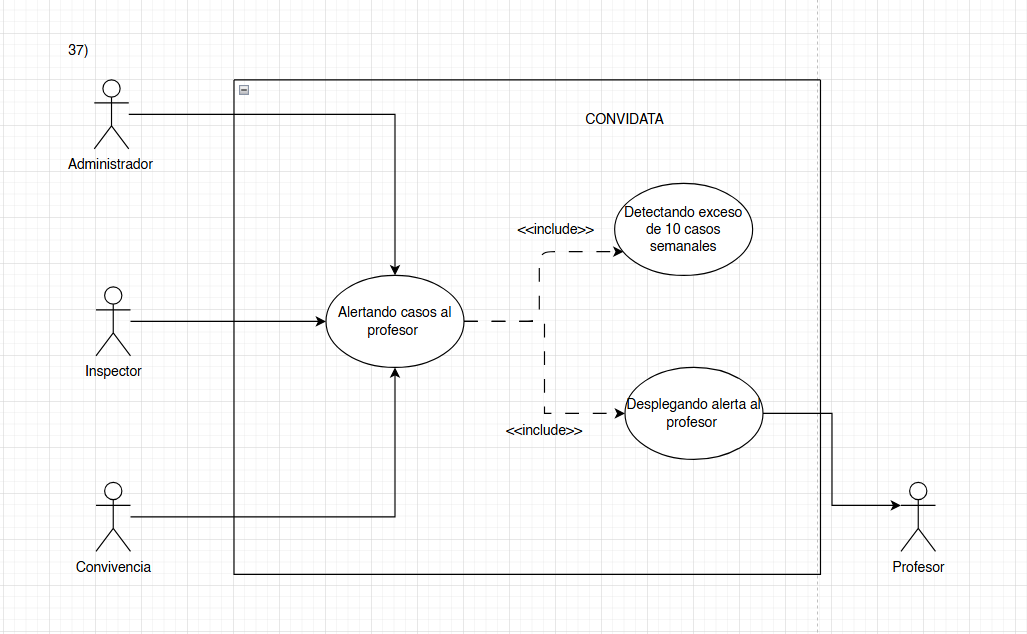 37)
Administrador
CONVIDATA
Detectando exceso
de 10 casos
semanales
<<include>>
Alertando casos al
profesor
Inspector
Desplegando alerta al
profesor
<<include>>
Convivencia
Profesor